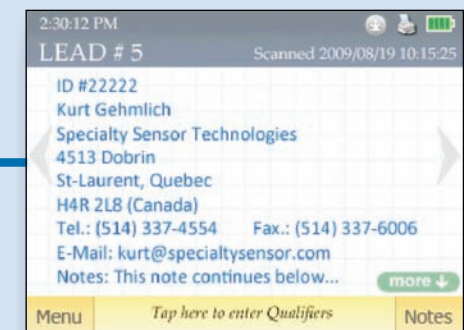 2:30:12 PM
LEAD # 5 Scanned 2009/08/19 10:15:25
ID #22222
Kurt Gehmlich
Specialty Sensor Technologies
4513 Dobrin
St-Laurent, Quebec
H4R 2L8 (Canada)
Tel.: (514) 337-4554 Fax.: (514) 337-6006
E-Mail: kurt@specialtysensor.com
Notes: This note continues below...
more ↓
Menu Tap here to enter Qualifiers Notes